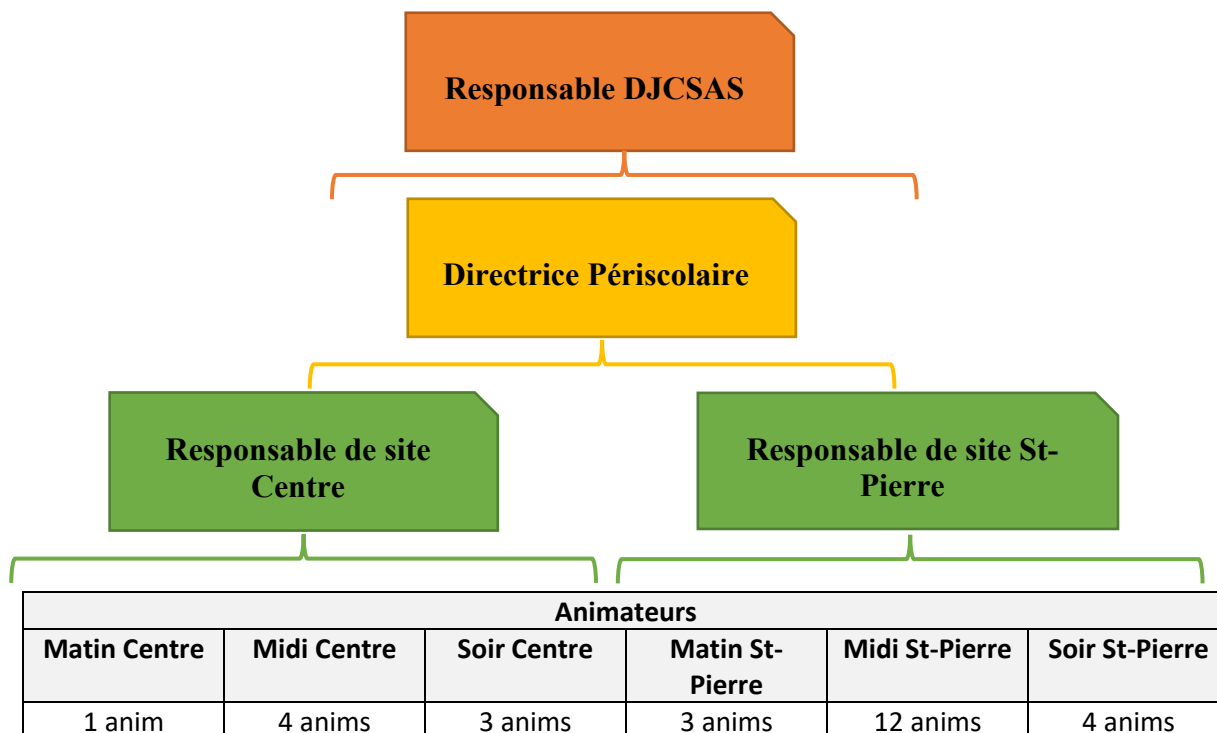 Responsable DJCSAS
Directrice Périscolaire
Responsable de site
Centre
Responsable de site St-
Pierre
Animateurs
Matin Centre
Midi Centre
Soir Centre
Matin St-
Pierre
Midi St-Pierre
Soir St-Pierre
1 anim
4 anims
3 anims
3 anims
12 anims
4 anims